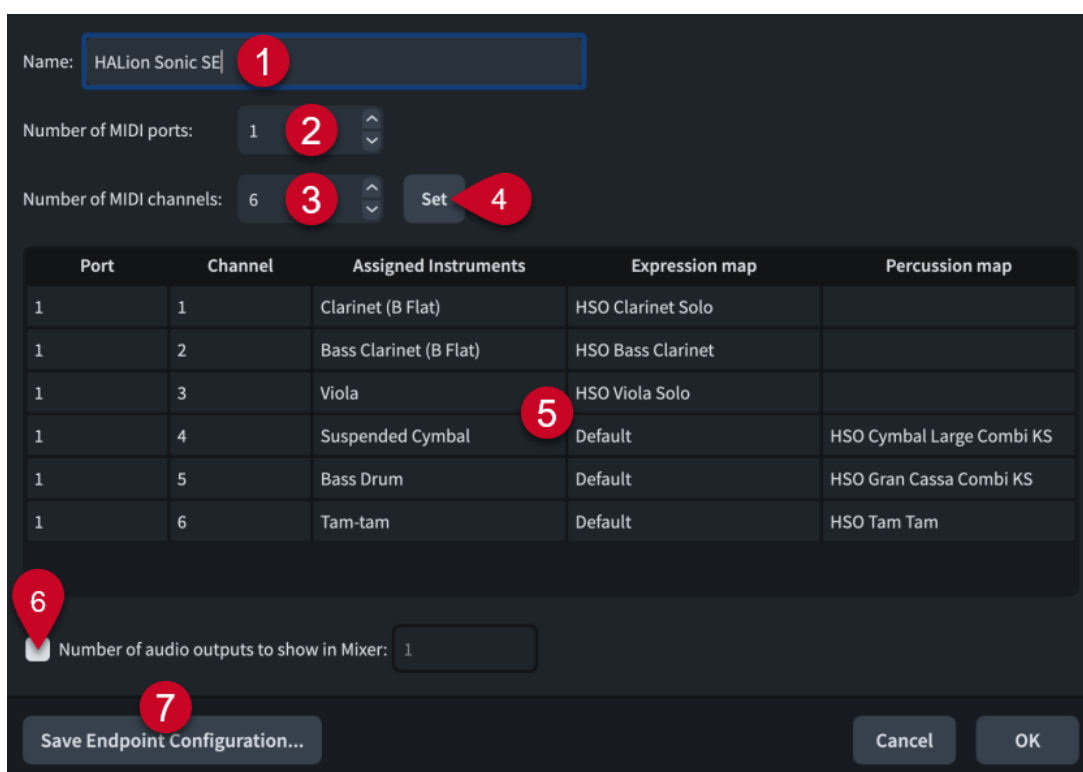 Name: HALion Sonic SE 1
Number of MIDI ports: 1 2
Number of MIDI channels: 6 3 Set 4
Port Channel Assigned Instruments Expression map Percussion map
1 1 Clarinet (B Flat) HSO Clarinet Solo
1 2 Bass Clarinet (B Flat) HSO Bass Clarinet
1 3 Viola HSO Viola Solo
5
1 4 Suspended Cymbal Default HSO Cymbal Large Combi KS
1 5 Bass Drum Default HSO Gran Cassa Combi KS
1 6 Tam-tam Default HSO Tam Tam
6
Number of audio outputs to show in Mixer: 1
7
Save Endpoint Configuration... Cancel OK